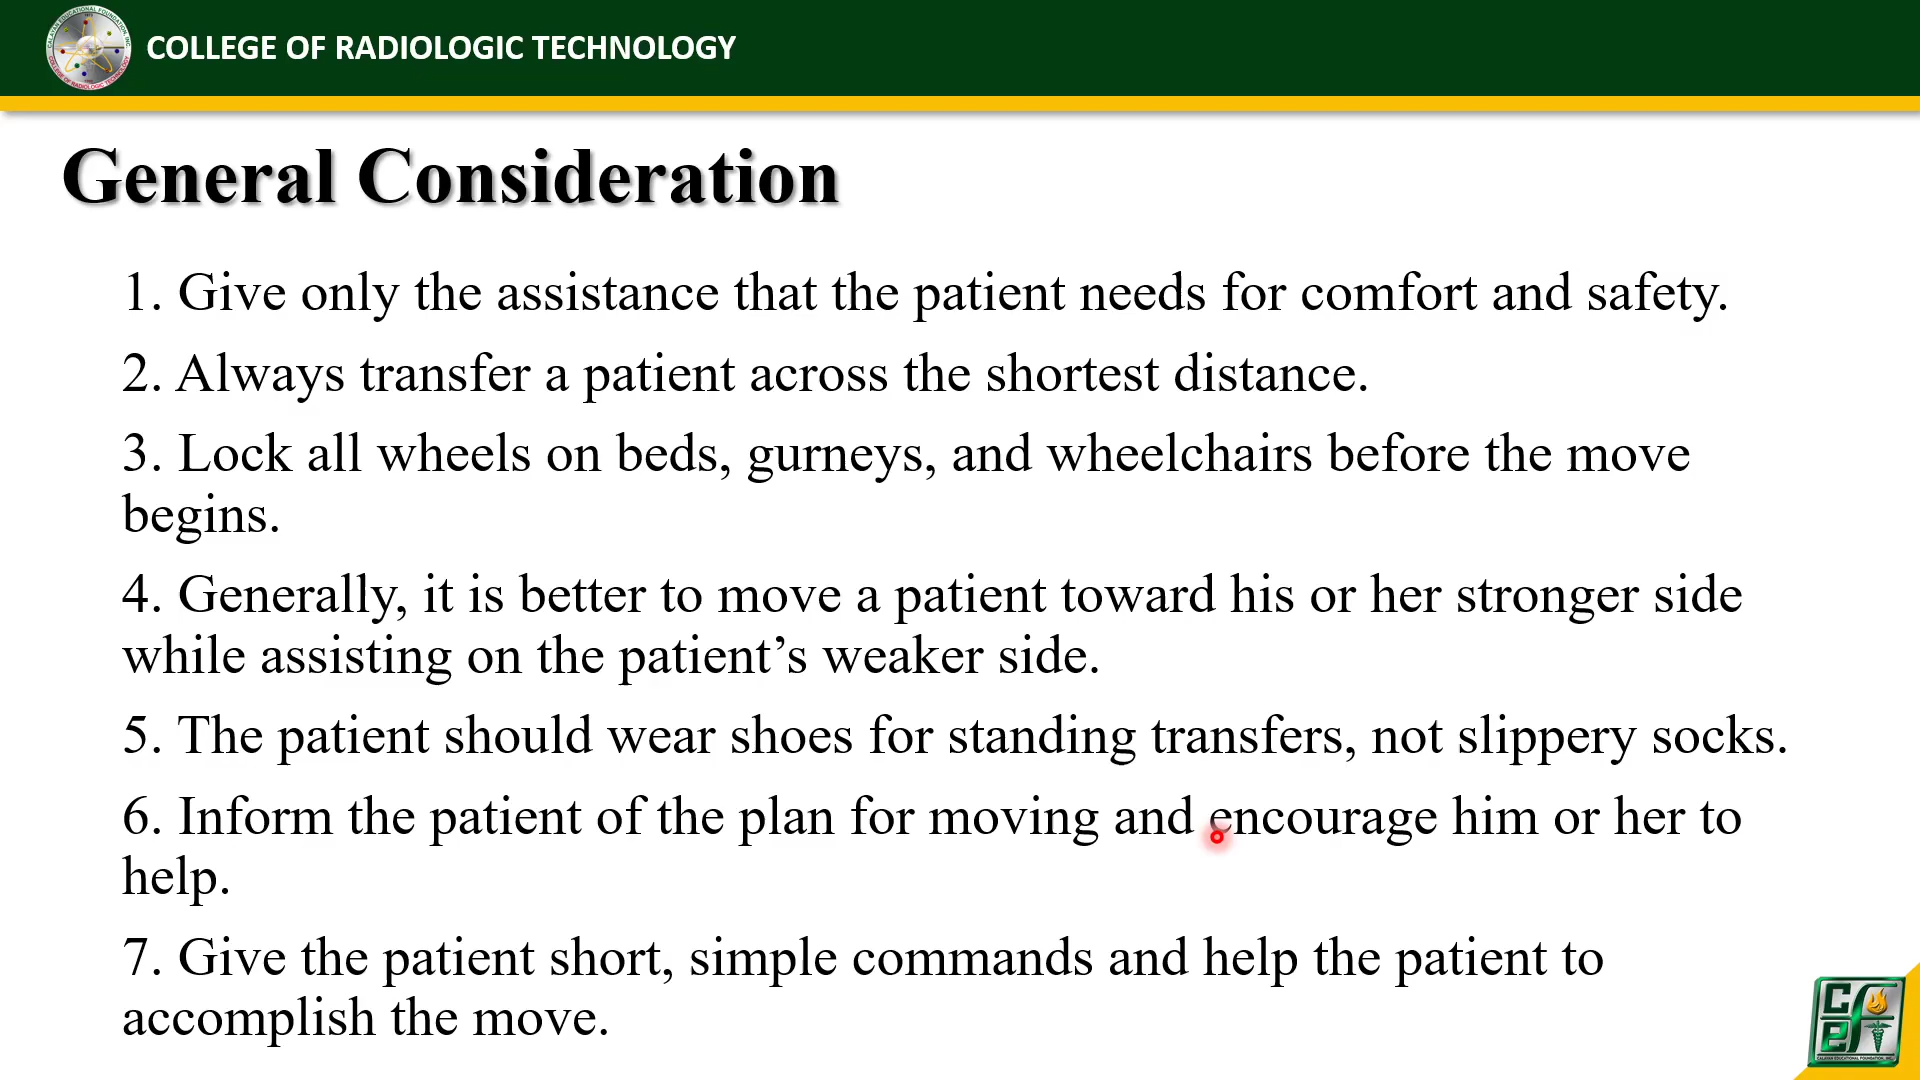 COLLEGE OF RADIOLOGIC TECHNOLOGY
General Consideration
1. Give only the assistance that the patient needs for comfort and safety.
2. Always transfer a patient across the shortest distance.
3. Lock all wheels on beds, gurneys, and wheelchairs before the move
begins.
4. Generally, it is better to move a patient toward his or her stronger side
while assisting on the patient’s weaker side.
5. The patient should wear shoes for standing transfers, not slippery socks.
6. Inform the patient of the plan for moving and encourage him or her to
help.
7. Give the patient short, simple commands and help the patient to
accomplish the move.
CALAYAN EDUCATIONAL FOUNDATION, INC.